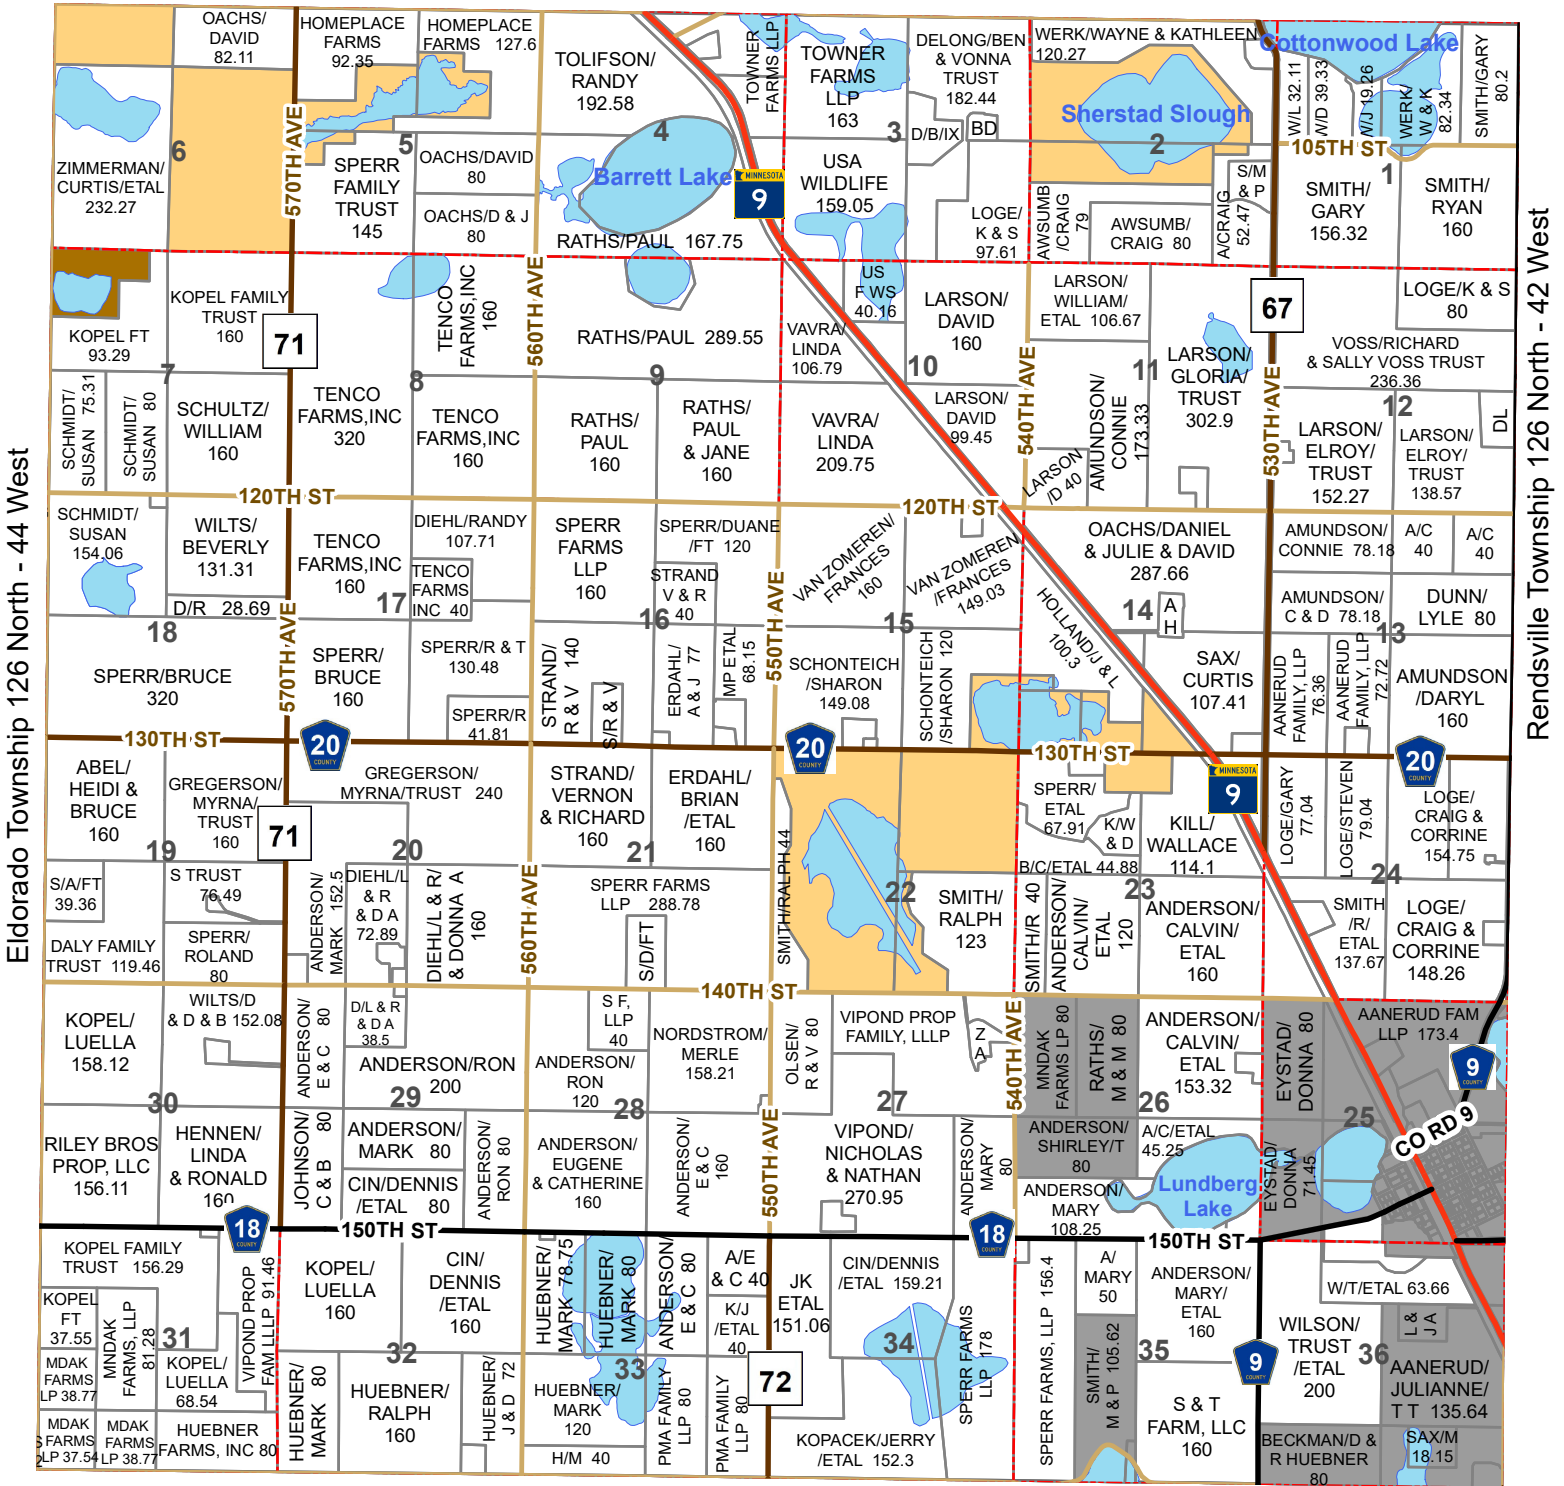 OACHS/
DAVID
82.11
HOMEPLACE
FARMS
92.35
HOMEPLACE
FARMS 127.6
TOLIFSON/
RANDY
192.58
TOWNER
FARMS LLP
TOWNER
FARMS
LLP
163
DELONG/BEN
& VONNA
TRUST
182.44
WERK/WAYNE & KATHLEEN
120.27
Cottonwood Lake
W/L 32.11
W/D 39.33
W/J 19.26
WERK/
W & K
82.34
SMITH/GARY
80.2
Sherstad Slough
D/B/IX
BD
105TH ST
6
5
4
3
2
1
570TH AVE
ZIMMERMAN/
CURTIS/ETAL
232.27
SPERR
FAMILY
TRUST
145
OACHS/DAVID
80
OACHS/D & J
80
Barrett Lake
MINNESOTA
9
USA
WILDLIFE
159.05
RATHS/PAUL 167.75
LOGE/
K & S
97.61
AWSUMB
/CRAIG
79
AWSUMB/
CRAIG 80
A/CRAIG
52.47
S/M
& P
SMITH/
GARY
156.32
SMITH/
RYAN
160
KOPEL FAMILY
TRUST
160
KOPEL FT
93.29
71
TENCO
FARMS,INC
160
560TH AVE
RATHS/PAUL 289.55
US
F WS
40.16
VAVRA/
LINDA
106.79
LARSON/
DAVID
160
LARSON/
WILLIAM/
ETAL 106.67
67
LOGE/K & S
80
VOSS/RICHARD
& SALLY VOSS TRUST
236.36
LARSON/
GLORIA/
TRUST
302.9
7
8
9
10
11
12
SCHMIDT/
SUSAN 75.31
SCHMIDT/
SUSAN 80
SCHULTZ/
WILLIAM
160
TENCO
FARMS,INC
320
TENCO
FARMS,INC
160
RATHS/
PAUL
160
RATHS/
PAUL
& JANE
160
VAVRA/
LINDA
209.75
LARSON/
DAVID
99.45
540TH AVE
LARSON
/D 40
AMUNDSON/
CONNIE
173.33
530TH AVE
LARSON/
ELROY/
TRUST
152.27
LARSON/
ELROY/
TRUST
138.57
DL
120TH ST
120TH ST
SCHMIDT/
SUSAN
154.06
WILTS/
BEVERLY
131.31
D/R 28.69
TENCO
FARMS,INC
160
DIEHL/RANDY
107.71
TENCO
FARMS
INC 40
SPERR
FARMS
LLP
160
SPERR/DUANE
/FT 120
STRAND
V & R
40
550TH AVE
VAN ZOMEREN/
FRANCES
160
VAN ZOMEREN
/FRANCES
149.03
OACHS/DANIEL
& JULIE & DAVID
287.66
HOLLAND/J & L
100.3
A
H
AMUNDSON/
CONNIE 78.18
A/C
40
A/C
40
AMUNDSON/
C & D 78.18
DUNN/
LYLE 80
18
17
16
15
14
13
SPERR/BRUCE
320
570TH AVE
SPERR/
BRUCE
160
SPERR/R & T
130.48
SPERR/R
41.81
STRAND/
R & V 140
S/R & V
ERDAHL/
A & J 77
MP ETAL
68.15
SCHONTEICH
/SHARON
149.08
SCHONTEICH
/SHARON 120
SAX/
CURTIS
107.41
AANERUD
FAMILY, LLP
76.36
AANERUD
FAMILY, LLP
72.72
AMUNDSON
/DARYL
160
130TH ST
20
COUNTY
20
COUNTY
130TH ST
20
COUNTY
ABEL/
HEIDI &
BRUCE
160
GREGERSON/
MYRNA/
TRUST
160
71
GREGERSON/
MYRNA/TRUST 240
STRAND/
VERNON
& RICHARD
160
ERDAHL/
BRIAN
/ETAL
160
SMITH/RALPH 44
SPERR/
ETAL
67.91
K/W
& D
KILL/
WALLACE
114.1
B/C/ETAL 44.88
MINNESOTA
9
LOGE/GARY
77.04
LOGE/STEVEN
79.04
LOGE/
CRAIG &
CORRINE
154.75
19
20
21
22
23
24
S/A/FT
39.36
S TRUST
76.49
DALY FAMILY
TRUST 119.46
SPERR/
ROLAND
80
ANDERSON/
MARK 152.5
DIEHL/L
& R
& D A
72.89
DIEHL/L & R/
& DONNA A
160
560TH AVE
SPERR FARMS
LLP 288.78
S/D/FT
SMITH/
RALPH
123
SMITH/R 40
ANDERSON/
CALVIN/
ETAL
120
ANDERSON/
CALVIN/
ETAL
160
SMITH
/R/
ETAL
137.67
LOGE/
CRAIG &
CORRINE
148.26
140TH ST
KOPEL/
LUELLA
158.12
WILTS/D
& D & B 152.08
ANDERSON/
E & C 80
D/L & R
& D A
38.5
ANDERSON/RON
200
S F,
LLP
40
ANDERSON/
RON
120
NORDSTROM/
MERLE
158.21
OLSEN/
R & V 80
VIPOND PROP
FAMILY, LLLP
Z
A
540TH AVE
MNDAK
FARMS LP 80
RATHS/
M & M 80
ANDERSON/
CALVIN/
ETAL
153.32
EYSTAD/
DONNA 80
AANERUD FAM
LLP 173.4
9
COUNTY
CO RD 9
30
29
28
27
26
25
RILEY BROS
PROP, LLC
156.11
HENNEN/
LINDA
& RONALD
160
JOHNSON/
C & B 80
ANDERSON/
MARK 80
CIN/DENNIS
/ETAL 80
ANDERSON/
RON 80
ANDERSON/
EUGENE
& CATHERINE
160
ANDERSON/
E & C
160
550TH AVE
VIPOND/
NICHOLAS
& NATHAN
270.95
ANDERSON/
MARY
80
ANDERSON/
SHIRLEY/T
80
A/C/ETAL
45.25
Lundberg
Lake
ANDERSON/
MARY
108.25
EYSTAD/
DONNA
71.45
18
COUNTY
150TH ST
18
COUNTY
150TH ST
KOPEL FAMILY
TRUST 156.29
KOPEL
FT
37.55
MNDAK
FARMS, LLP
81.28
VIPOND PROP
FAM LLLP 91.46
KOPEL/
LUELLA
160
CIN/
DENNIS
/ETAL
160
HUEBNER/
MARK 78.75
HUEBNER/
MARK 80
ANDERSON/
E & C 80
A/E
& C 40
K/J
/ETAL
40
JK
ETAL
151.06
CIN/DENNIS
/ETAL 159.21
SPERR FARMS
LLP 178
SPERR FARMS, LLP 156.4
A/
MARY
50
ANDERSON/
MARY/
ETAL
160
W/T/ETAL 63.66
WILSON/
TRUST
/ETAL
200
L &
J A
31
32
33
34
35
36
72
9
COUNTY
MDAK
FARMS
LP 38.77
KOPEL/
LUELLA
68.54
MDAK
FARMS
LP 37.54
MDAK
FARMS
LP 38.77
HUEBNER
FARMS, INC 80
HUEBNER/
MARK 80
HUEBNER/
RALPH
160
HUEBNER/
J & D 72
HUEBNER/
MARK
120
H/M 40
PMA FAMILY
LLP 80
PMA FAMILY
LLP 80
KOPACEK/JERRY
/ETAL 152.3
SMITH/
M & P 105.62
S & T
FARM, LLC
160
AANERUD/
JULIANNE/
T T 135.64
BECKMAN/D &
R HUEBNER
80
SAX/M
18.15
Eldorado Township 126 North - 44 West
Rendsville Township 126 North - 42 West